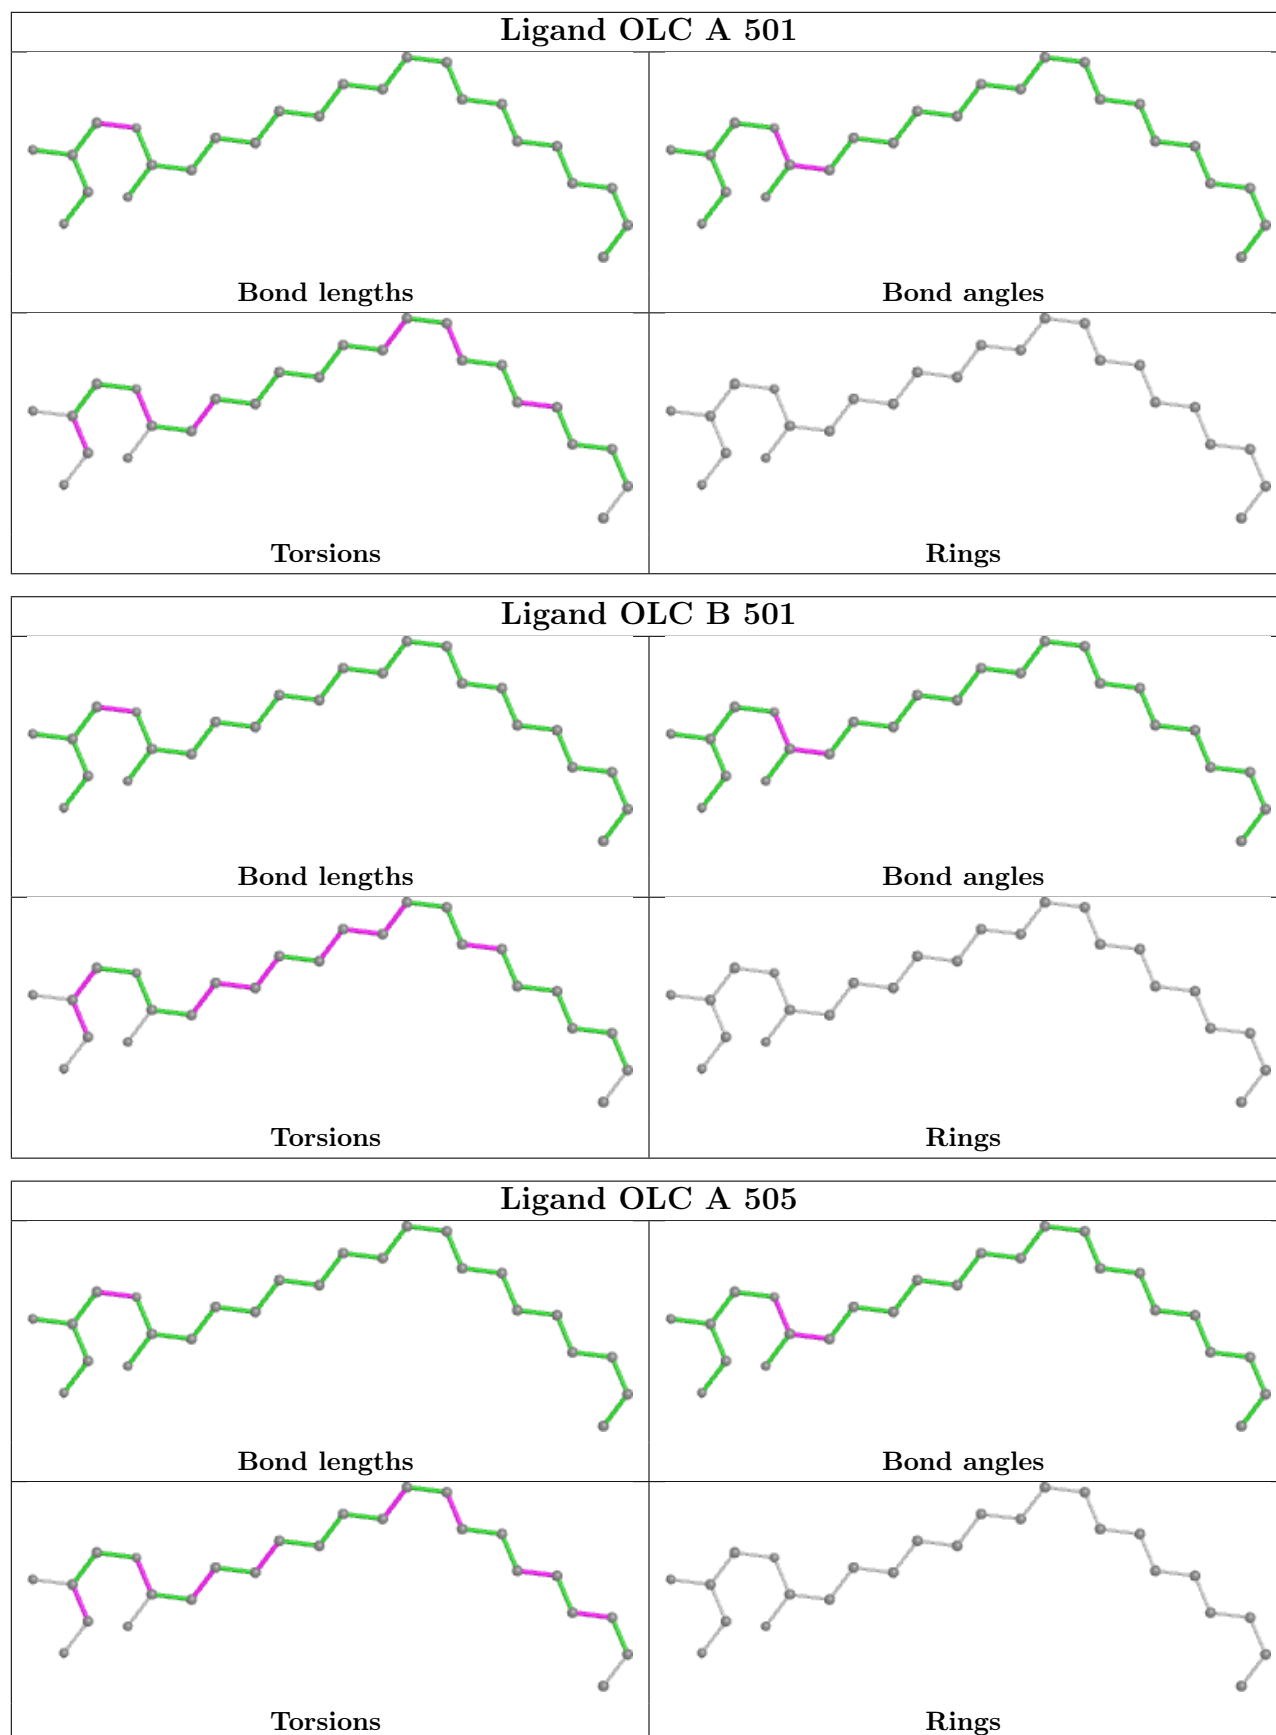 Ligand OLC A 501
Bond lengths
Bond angles
Torsions
Rings
Ligand OLC B 501
Bond lengths
Bond angles
Torsions
Rings
Ligand OLC A 505
Bond lengths
Bond angles
Torsions
Rings